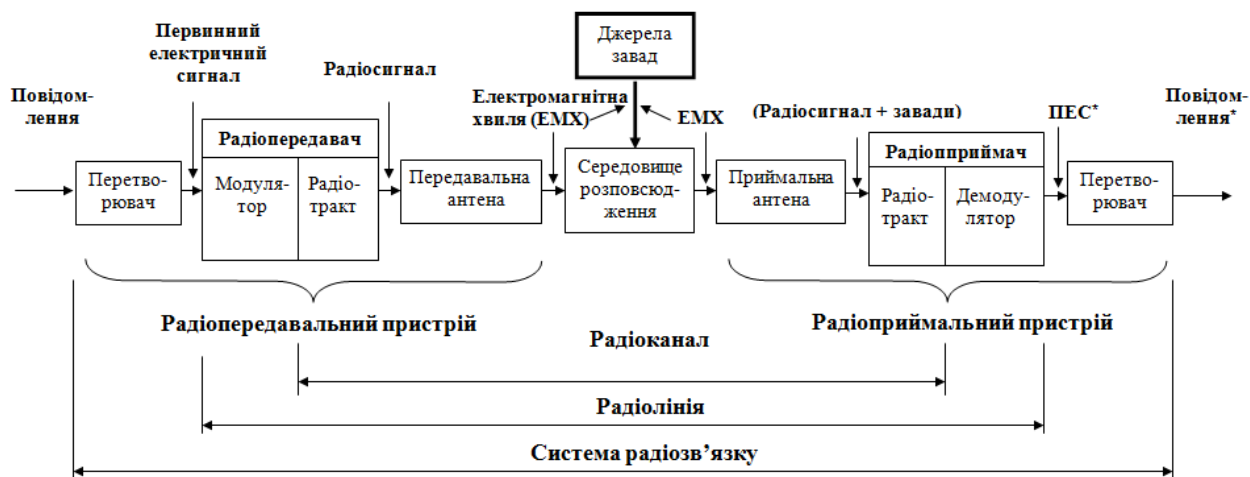 Первинний
електричний
сигнал
Джерела
завад
Радіосигнал
Повідом-
лення
Електромагнітна
хвиля (ЕМХ)
ЕМХ
(Радіосигнал + завади)
ПЕС*
Повідом-
лення*
Перетво-
рювач
Радіопередавач
Модуля-
тор
Радіо-
тракт
Передавальна
антена
Середовище
розповсюд-
ження
Приймальна
антена
Радіопприймач
Радіо-
тракт
Демоду-
лятор
Перетво-
рювач
Радіопередавальний пристрій
Радіоприймальний пристрій
Радіоканал
Радіолінія
Система радіозв’язку